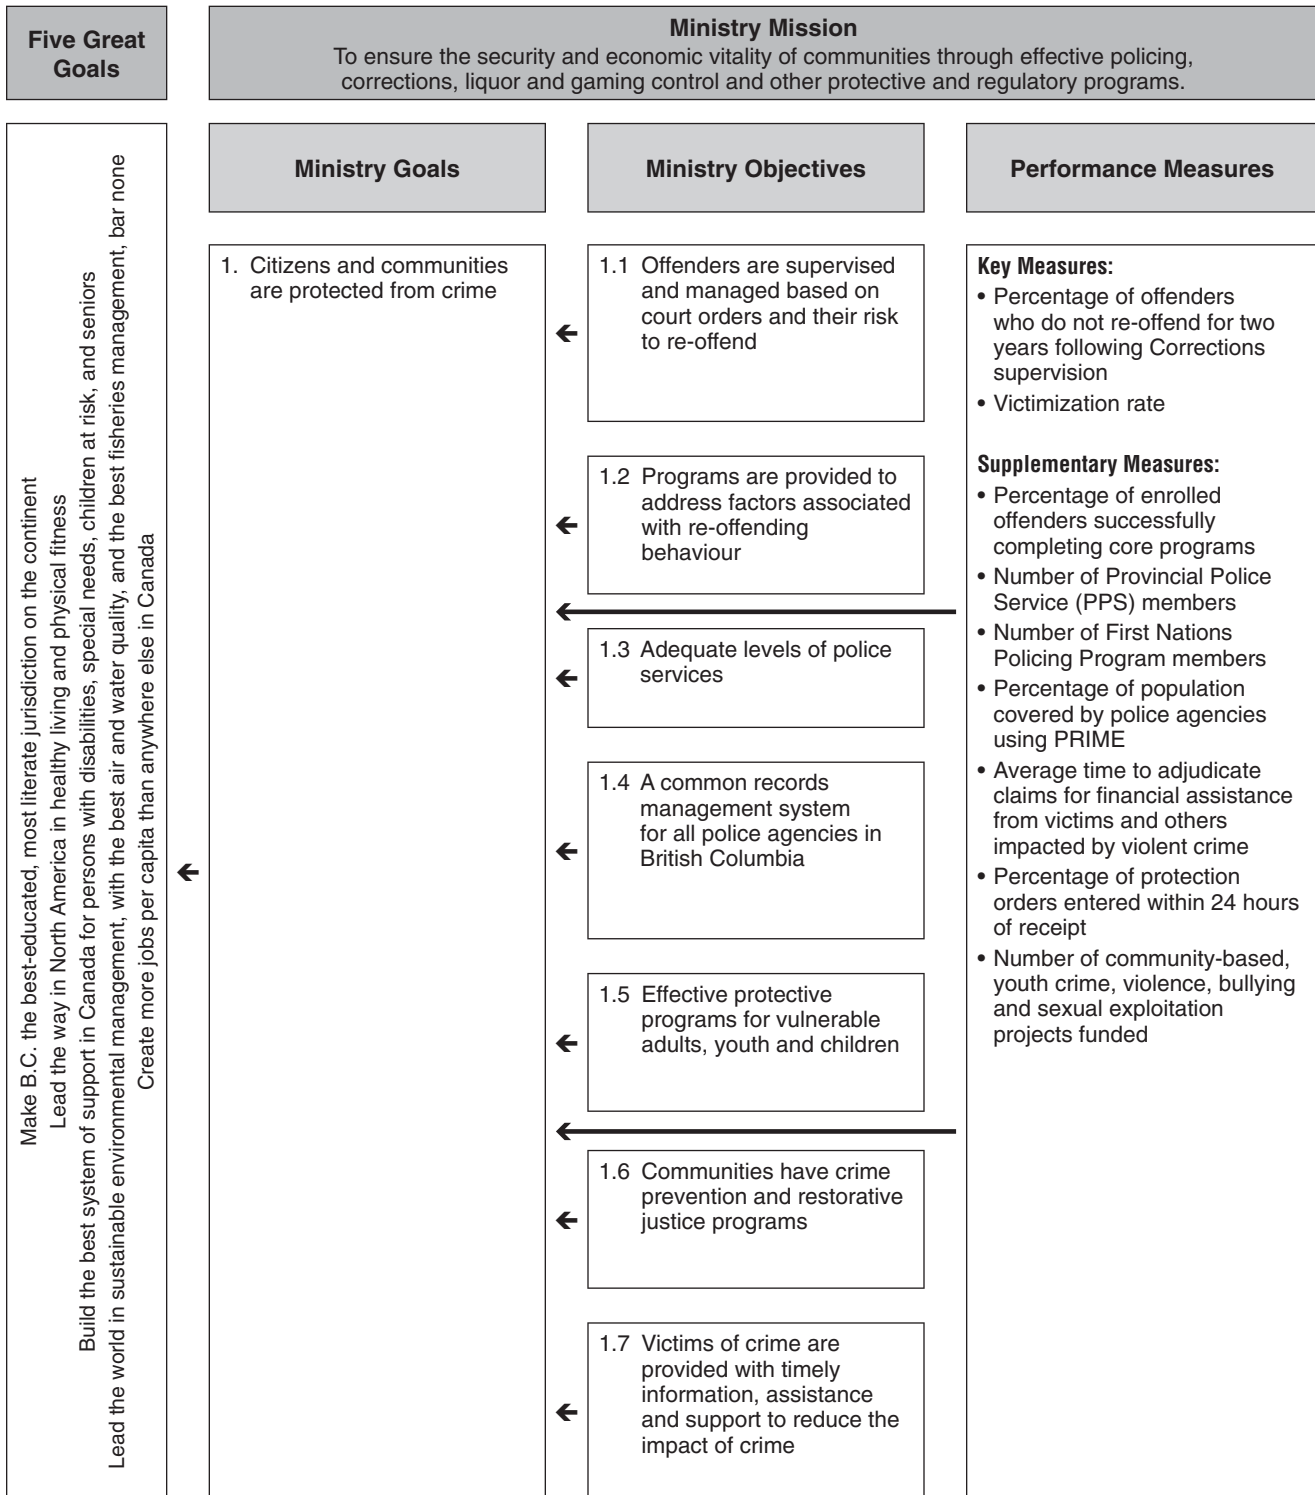 Five Great
Goals
Ministry Mission
To ensure the security and economic vitality of communities through effective policing,
corrections, liquor and gaming control and other protective and regulatory programs.
Make B.C. the best-educated, most literate jurisdiction on the continent
Lead the way in North America in healthy living and physical fitness
Build the best system of support in Canada for persons with disabilities, special needs, children at risk, and seniors
Lead the world in sustainable environmental management, with the best air and water quality, and the best fisheries management, bar none
Create more jobs per capita than anywhere else in Canada
Ministry Goals
1. Citizens and communities
are protected from crime
Ministry Objectives
1.1 Offenders are supervised
and managed based on
court orders and their risk
to re-offend
1.2 Programs are provided to
address factors associated
with re-offending
behaviour
1.3 Adequate levels of police
services
1.4 A common records
management system
for all police agencies in
British Columbia
1.5 Effective protective
programs for vulnerable
adults, youth and children
1.6 Communities have crime
prevention and restorative
justice programs
1.7 Victims of crime are
provided with timely
information, assistance
and support to reduce the
impact of crime
Performance Measures
Key Measures:
• Percentage of offenders
who do not re-offend for two
years following Corrections
supervision
• Victimization rate
Supplementary Measures:
• Percentage of enrolled
offenders successfully
completing core programs
• Number of Provincial Police
Service (PPS) members
• Number of First Nations
Policing Program members
• Percentage of population
covered by police agencies
using PRIME
• Average time to adjudicate
claims for financial assistance
from victims and others
impacted by violent crime
• Percentage of protection
orders entered within 24 hours
of receipt
• Number of community-based,
youth crime, violence, bullying
and sexual exploitation
projects funded